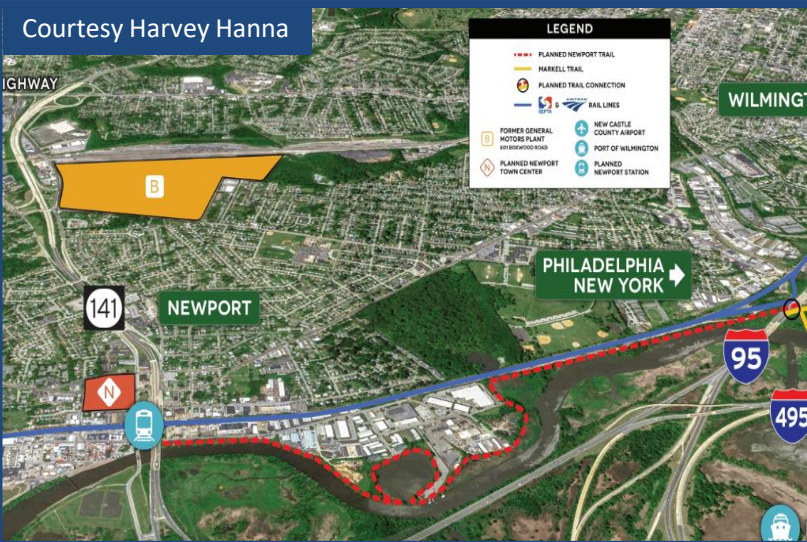 Courtesy Harvey Hanna
LEGEND
PLANNED NEWPORT TRAIL
MARKELL TRAIL
PLANNED TRAIL CONNECTION
SEPTA & AMTRAK RAIL LINES
B FORMER GENERAL
MOTORS PLANT
801 BOXWOOD ROAD
N PLANNED NEWPORT
TOWN CENTER
NEW CASTLE
COUNTY AIRPORT
PORT OF WILMINGTON
PLANNED
NEWPORT STATION
IGHWAY
WILMINGT
B
PHILADELPHIA
NEW YORK
141
NEWPORT
95
N
495